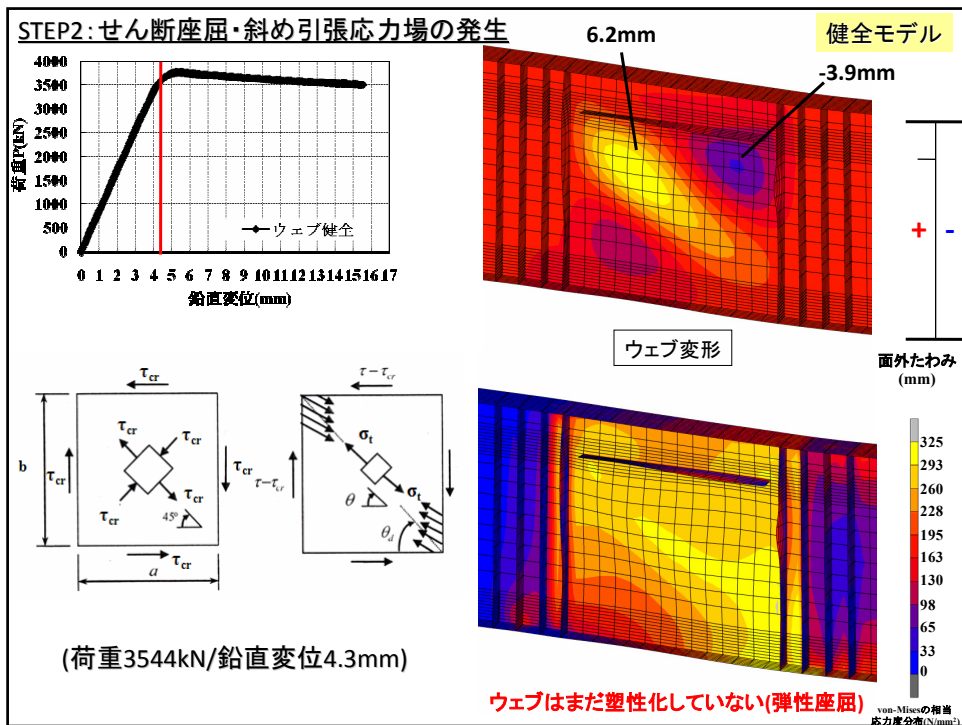 STEP2：せん断座屈・斜め引張応力場の発生
健全モデル
6.2mm
-3.9mm
4000
3500
3000
2500
2000
1500
1000
500
0
荷重P(kN)
ウェブ健全
0 1 2 3 4 5 6 7 8 9 10 11 12 13 14 15 16 17
鉛直変位(mm)
+ -
ウェブ変形
面外たわみ
(mm)
τcr
τcr
τcr
b
τcr
τcr
τcr
τcr
45°
τcr
a
τ−τcr
σt
τ−τcr
σt
θ
θd
(荷重3544kN/鉛直変位4.3mm)
325
293
260
228
195
163
130
98
65
33
0
ウェブはまだ塑性化していない(弾性座屈)
von-Misesの相当
応力度分布(N/mm²)